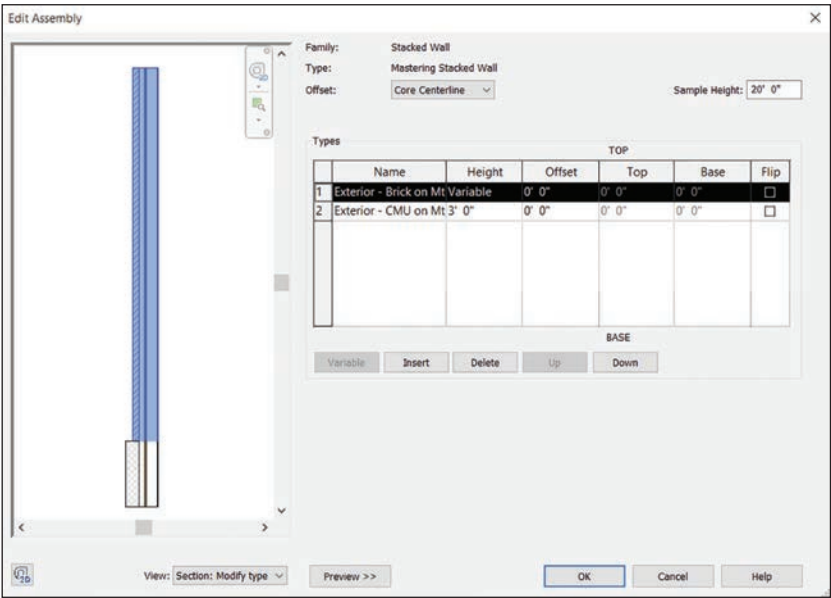 Edit Assembly
Family: Stacked Wall
Type: Mastering Stacked Wall
Offset: Core Centerline Sample Height: 20' 0"
Types
TOP
Name Height Offset Top Base Flip
1 Exterior - Brick on Mt Variable 0' 0" 0' 0" 0' 0"
2 Exterior - CMU on Mt 3' 0" 0' 0" 0' 0" 0' 0"
BASE
Variable Insert Delete Up Down
2D View: Section: Modify type Preview >> OK Cancel Help